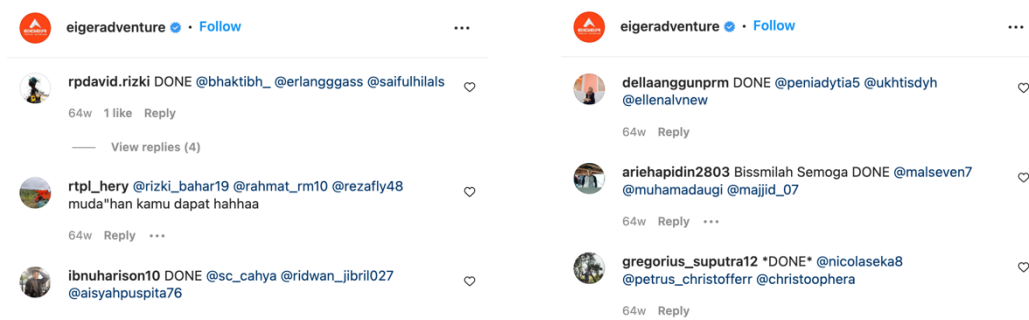 eigeradventure • Follow
rpdavid.rizki DONE @bhaktibh_ @erlangggass @saifulhilals
64w 1 like Reply
View replies (4)
rtpl_hery @rizki_bahar19 @rahmat_rm10 @rezafly48
muda"han kamu dapat hahhaa
64w Reply
ibnuharison10 DONE @sc_cahya @ridwan_jibril027
@aisyahpuspita76
eigeradventure • Follow
dellaanggunprm DONE @peniadytia5 @ukhtisdyh
@ellenalvnew
64w Reply
ariehapidin2803 Bissmilah Semoga DONE @malseven7
@muhamadaugi @majjid_07
64w Reply
gregorius_suputra12 *DONE* @nicolaseka8
@petrus_christofferr @christoophera
64w Reply